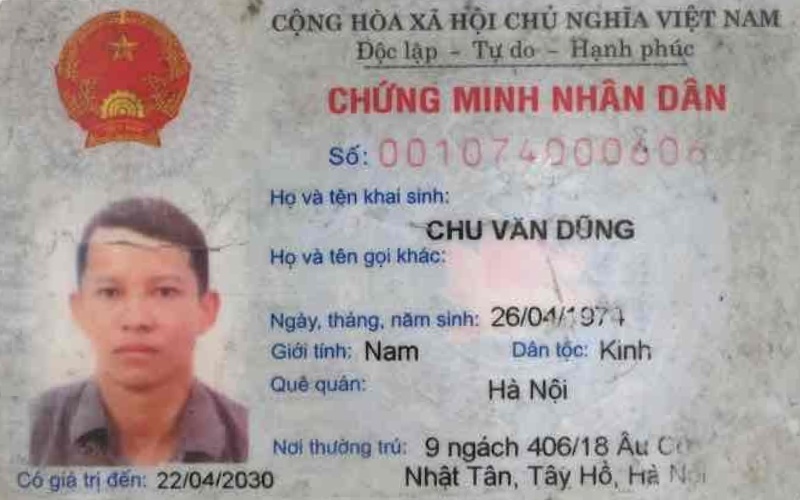 CỘNG HÒA XÃ HỘI CHỦ NGHĨA VIỆT NAM
Độc lập - Tự do - Hạnh phúc
CHỨNG MINH NHÂN DÂN
Số: 001074000606
Họ và tên khai sinh:
CHU VĂN DŨNG
Họ và tên gọi khác:
Ngày, tháng, năm sinh: 26/04/1974
Giới tính: Nam Dân tộc: Kinh
Quê quán: Hà Nội
Nơi thường trú: 9 ngách 406/18 Âu
Nhật Tân, Tây Hồ, Hà Nội
Có giá trị đến: 22/04/2030